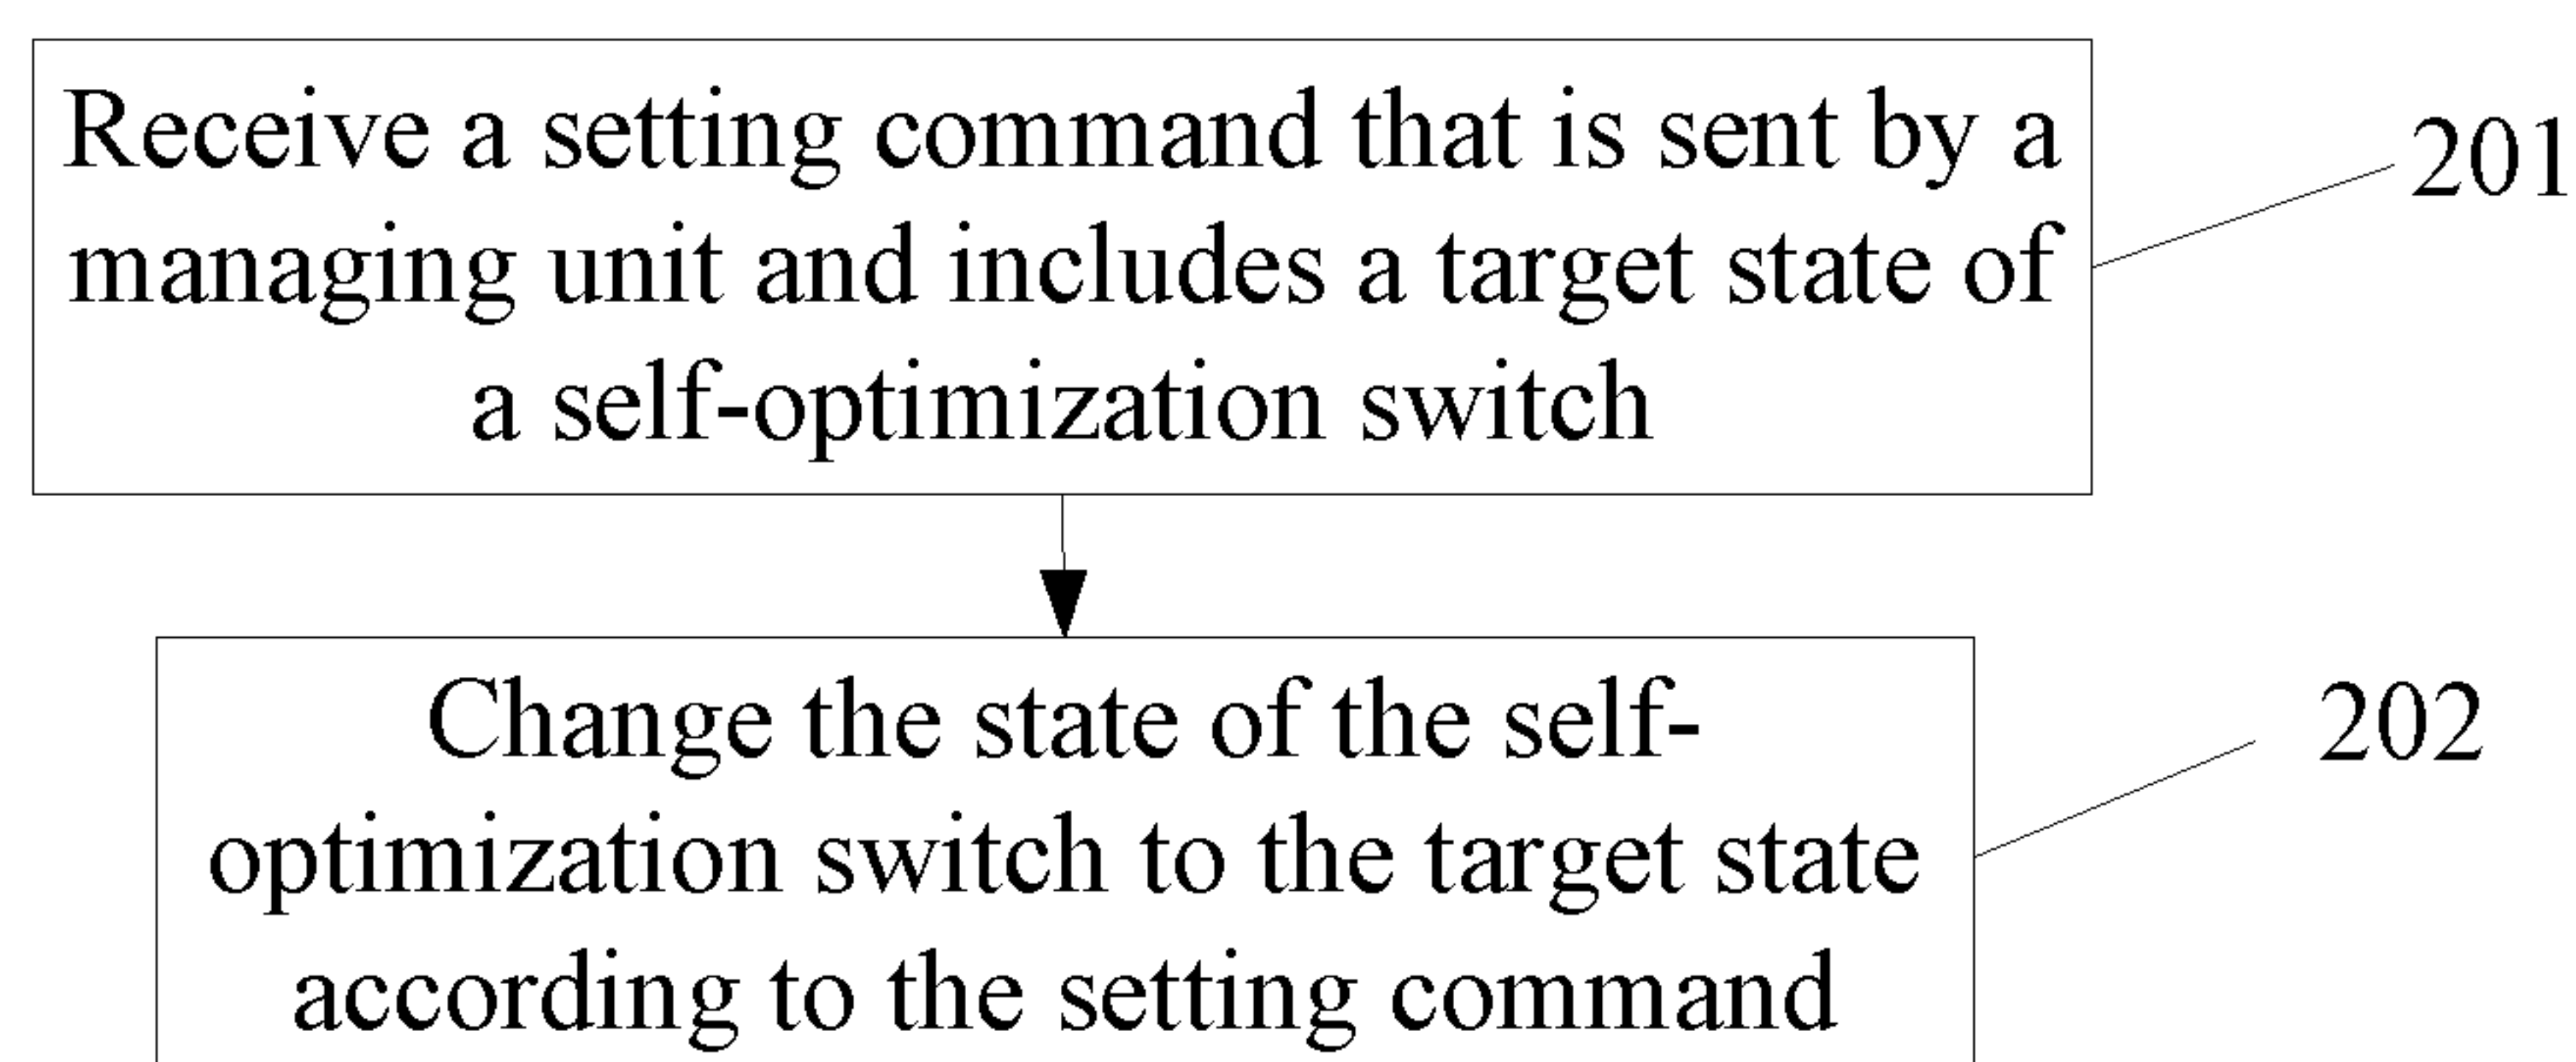 Receive a setting command that is sent by a
201
managing unit and includes a target state of
a self-optimization switch
Change the state of the self-
202
optimization switch to the target state
according to the setting command